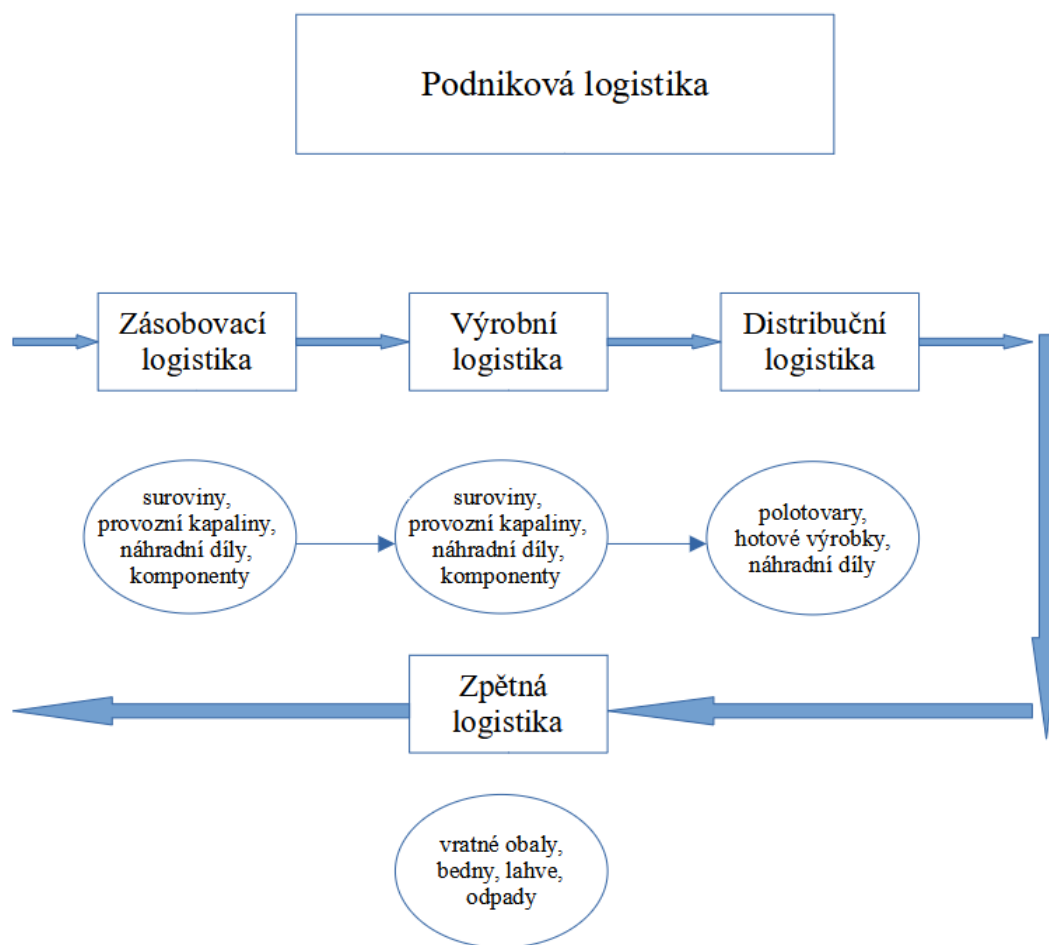 Podniková logistika
Zásobovací
logistika
Výrobní
logistika
Distribuční
logistika
suroviny,
provozní kapaliny,
náhradní díly,
komponenty
suroviny,
provozní kapaliny,
náhradní díly,
komponenty
polotovary,
hotové výrobky,
náhradní díly
Zpětná
logistika
vratné obaly,
bedny, lahve,
odpady